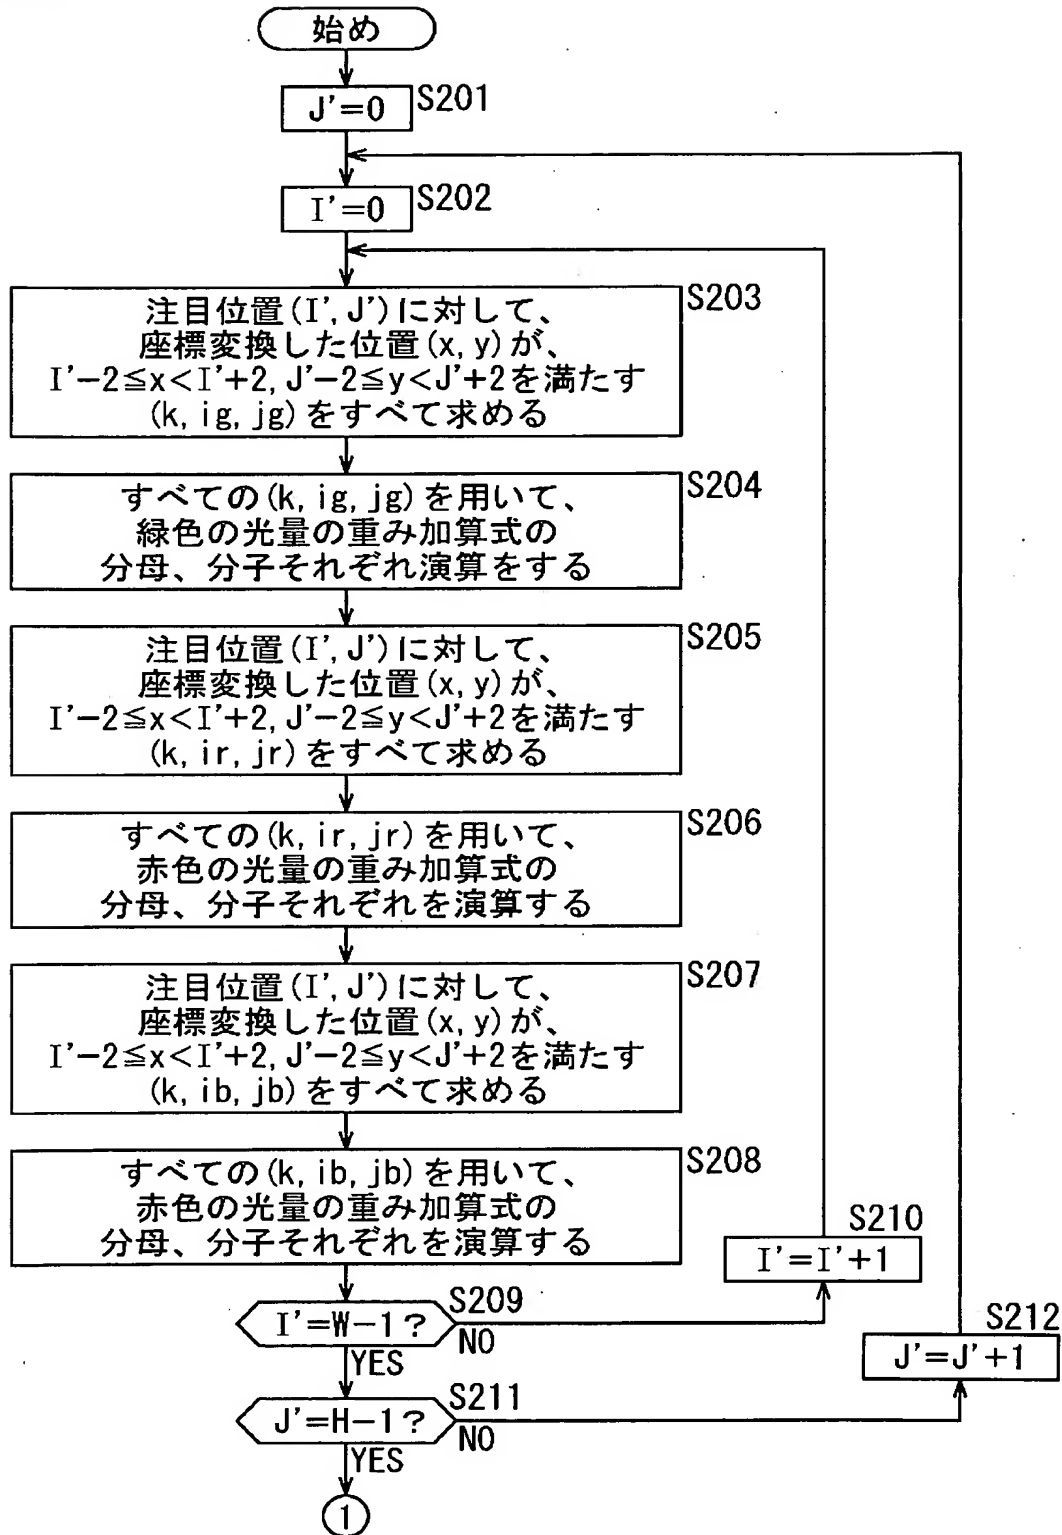 始め
J'=0
S201
I'=0
S202
S203
注目位置(I', J')に対して、
座標変換した位置(x, y)が、
I'-2≦x<I'+2, J'-2≦y<J'+2を満たす
(k, ig, jg)をすべて求める
S204
すべての(k, ig, jg)を用いて、
緑色の光量の重み加算式の
分母、分子それぞれ演算をする
S205
注目位置(I', J')に対して、
座標変換した位置(x, y)が、
I'-2≦x<I'+2, J'-2≦y<J'+2を満たす
(k, ir, jr)をすべて求める
S206
すべての(k, ir, jr)を用いて、
赤色の光量の重み加算式の
分母、分子それぞれを演算する
S207
注目位置(I', J')に対して、
座標変換した位置(x, y)が、
I'-2≦x<I'+2, J'-2≦y<J'+2を満たす
(k, ib, jb)をすべて求める
S208
すべての(k, ib, jb)を用いて、
赤色の光量の重み加算式の
分母、分子それぞれを演算する
S210
I'=I'+1
S209
I'=W-1?
NO
YES
S212
J'=J'+1
S211
J'=H-1?
NO
YES
1